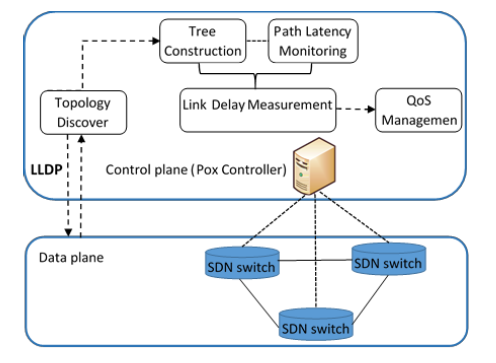 Tree
Construction
Path Latency
Monitoring
Topology
Discover
Link Delay Measurement
QoS
Managemen
LLDP
Control plane (Pox Controller)
Data plane
SDN switch
SDN switch
SDN switch